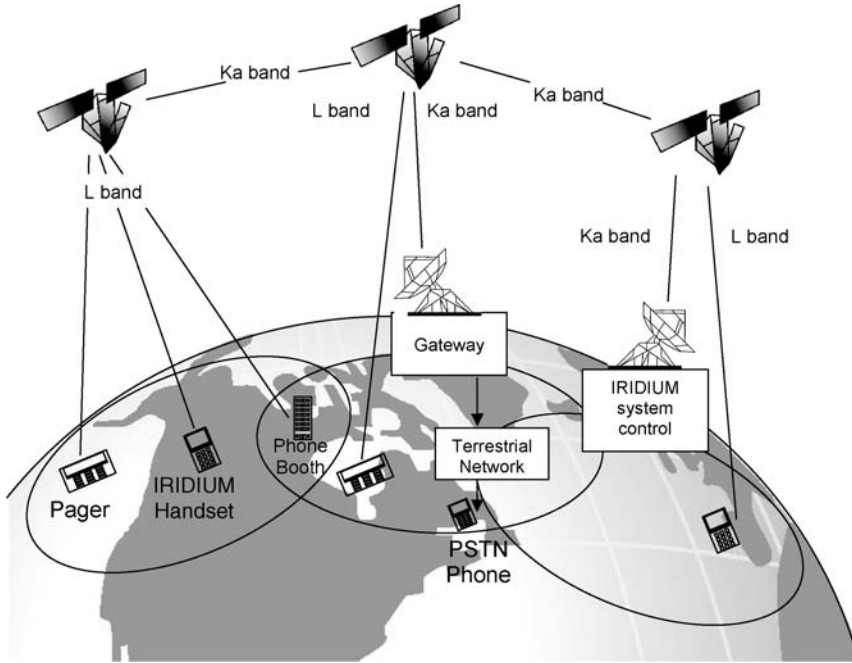 Ka band
L band
Ka band
Ka band
L band
Ka band
L band
Gateway
IRIDIUM
system
control
Phone
Booth
Terrestrial
Network
Pager
IRIDIUM
Handset
PSTN
Phone